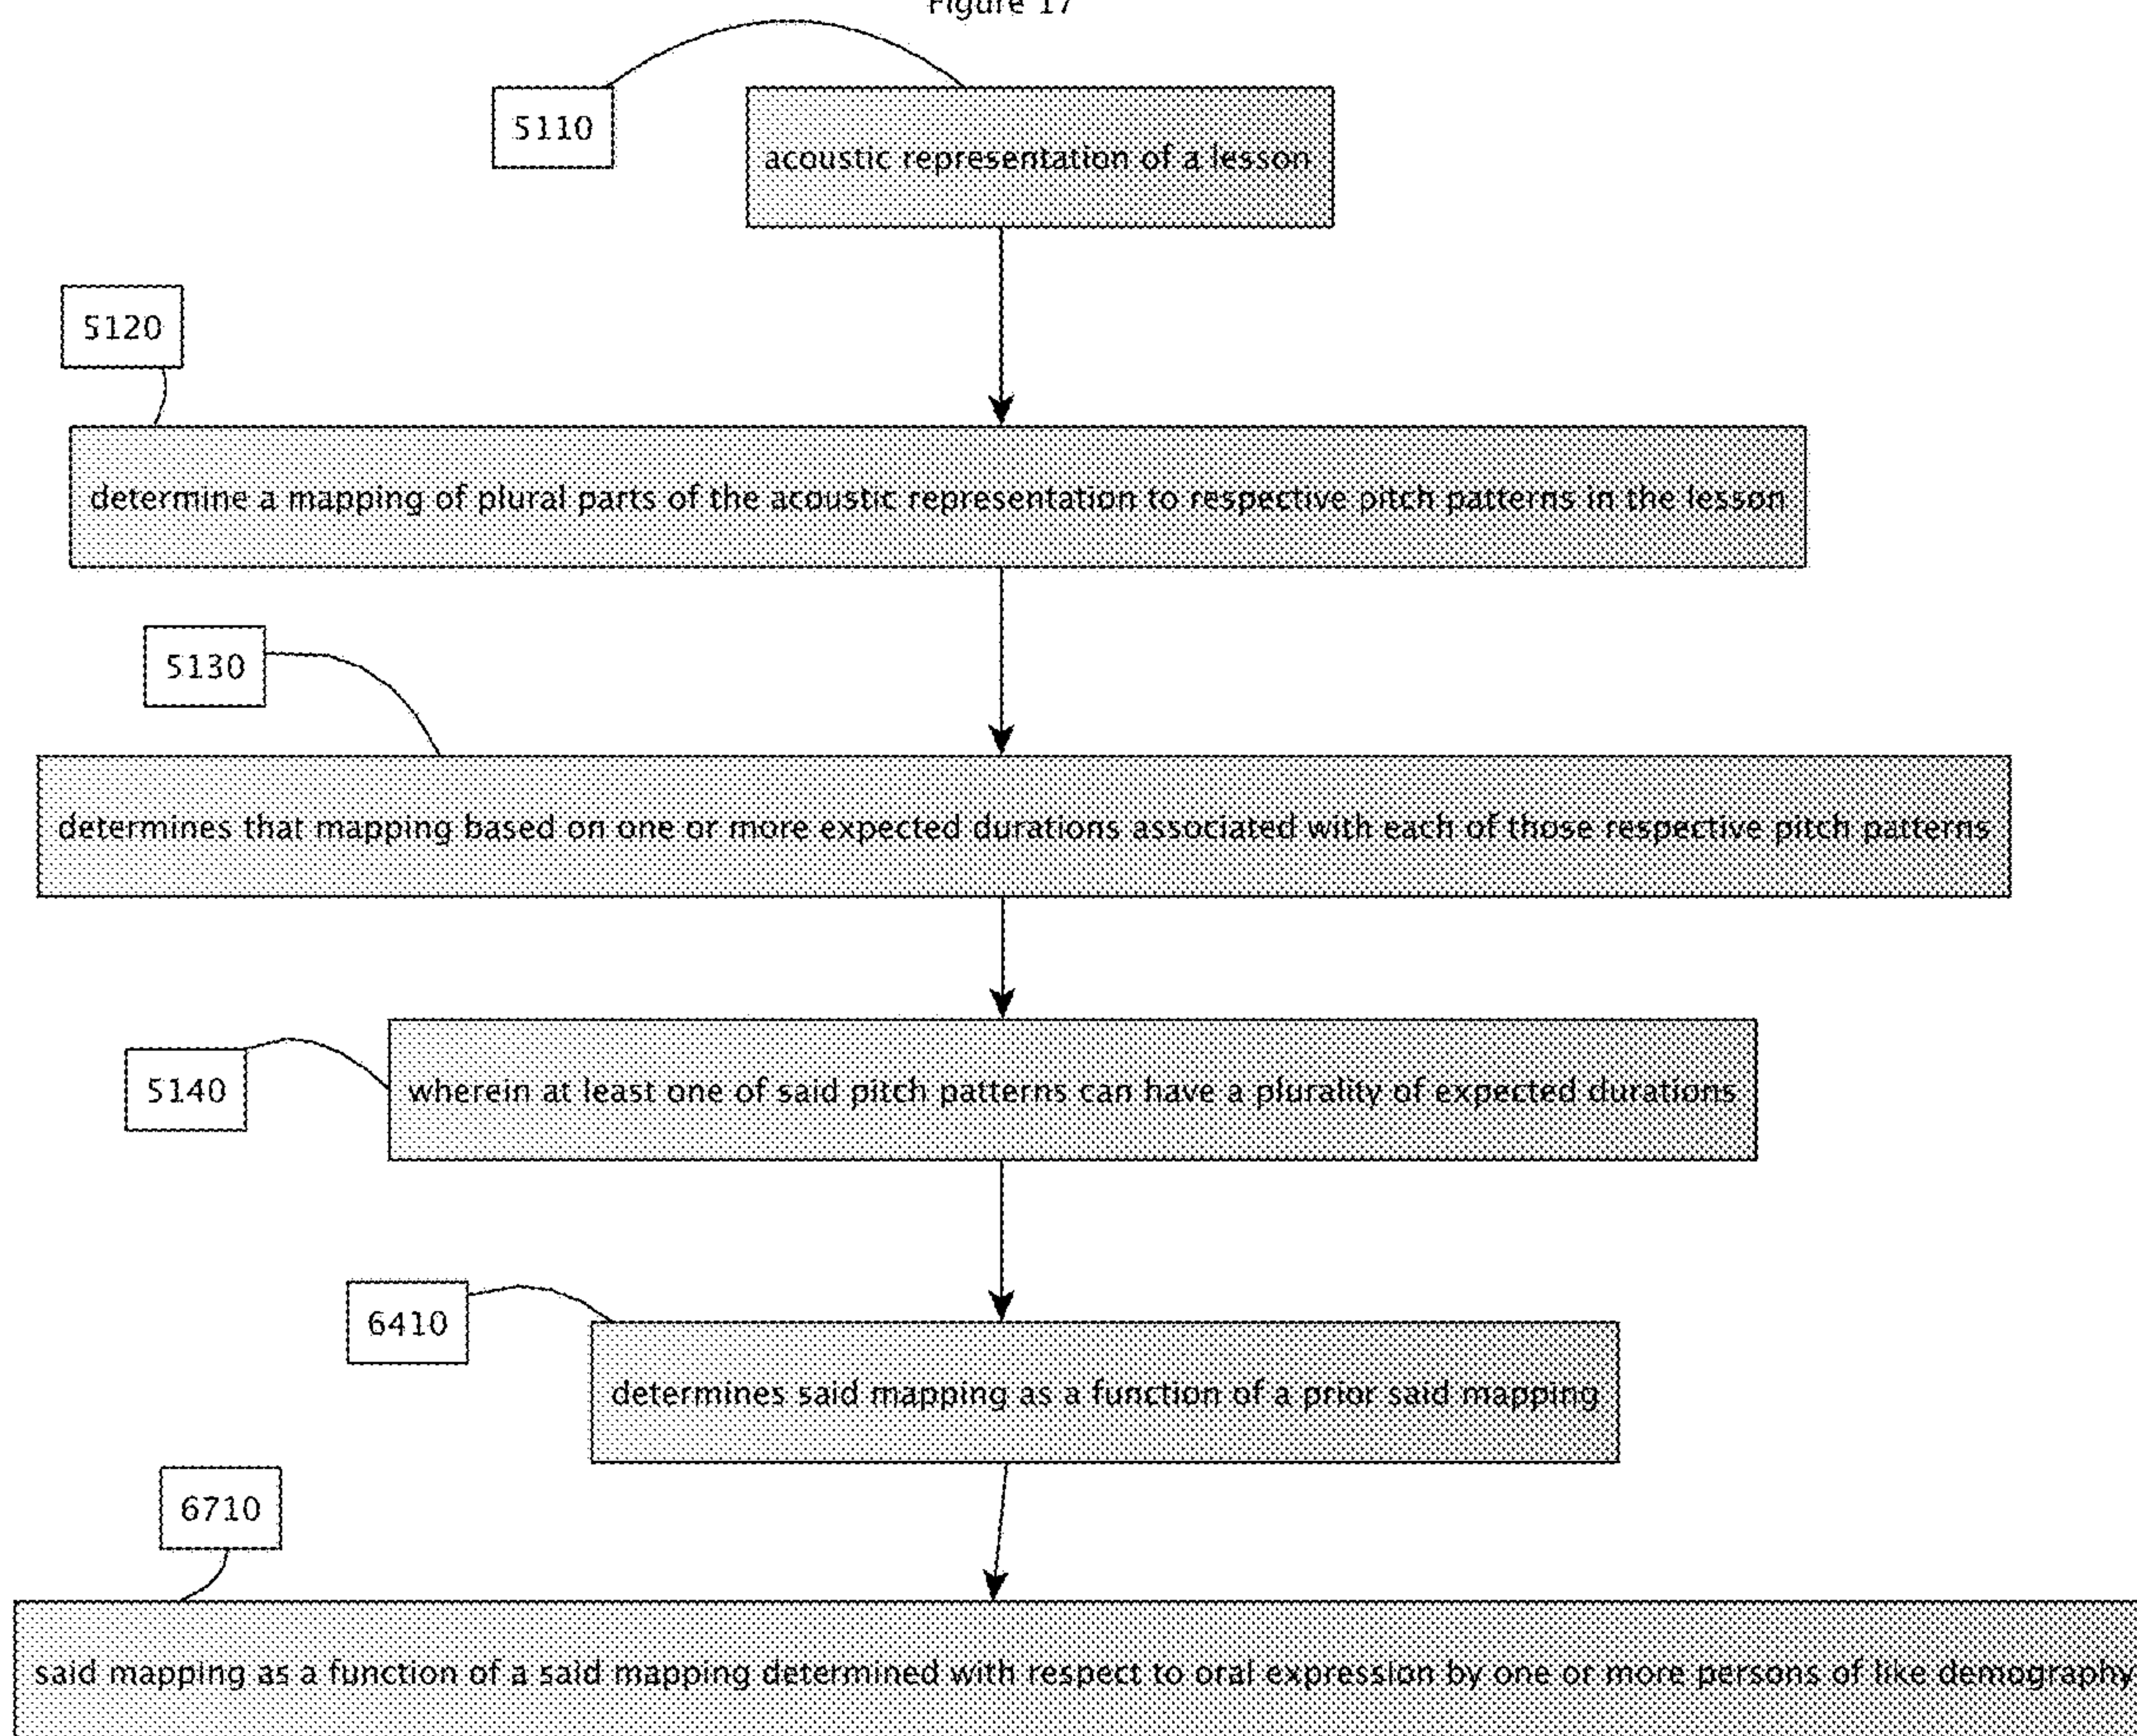 Figure 17
5110
acoustic representation of a lesson
5120
determine a mapping of plural parts of the acoustic representation to respective pitch patterns in the lesson
5130
determines that mapping based on one or more expected durations associated with each of those respective pitch patterns
5140
wherein at least one of said pitch patterns can have a plurality of expected durations
6410
determines said mapping as a function of a prior said mapping
6710
said mapping as a function of a said mapping determined with respect to oral expression by one or more persons of like demography